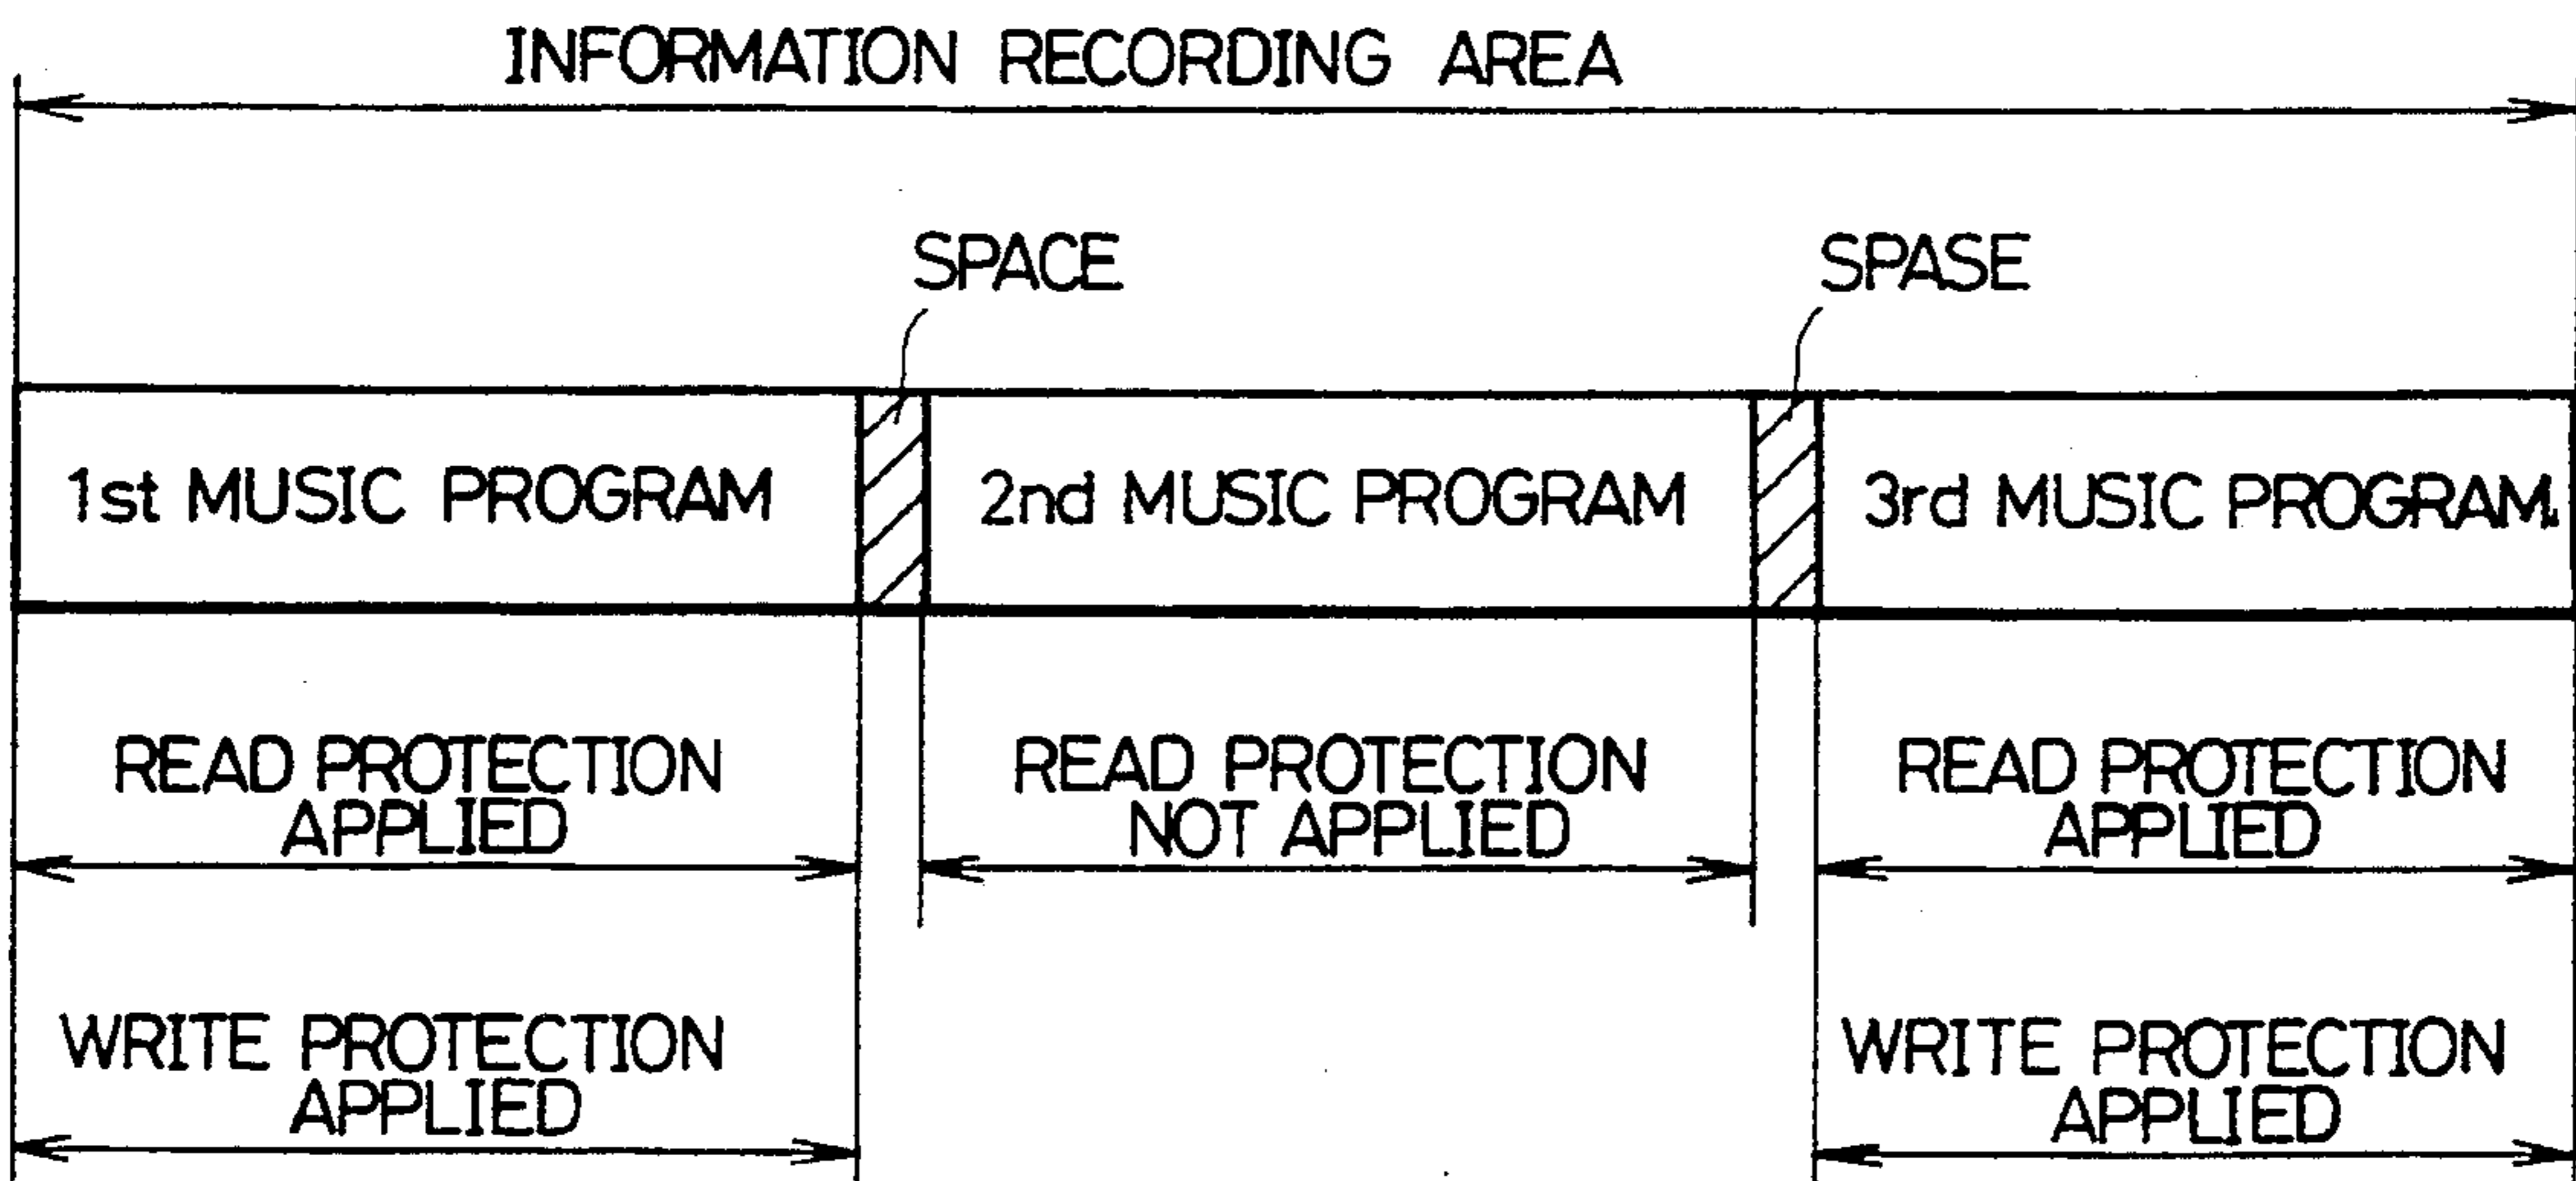 INFORMATION RECORDING AREA
SPACE
SPASE
1st MUSIC PROGRAM
2nd MUSIC PROGRAM
3rd MUSIC PROGRAM
READ PROTECTION
APPLIED
READ PROTECTION
NOT APPLIED
READ PROTECTION
APPLIED
WRITE PROTECTION
APPLIED
WRITE PROTECTION
APPLIED